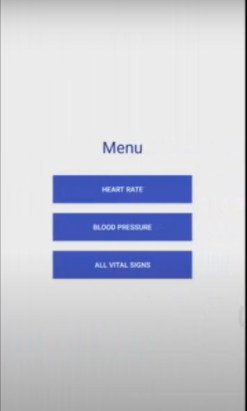 Menu
HEART RATE
BLOOD PRESSURE
ALL VITAL SIGNS